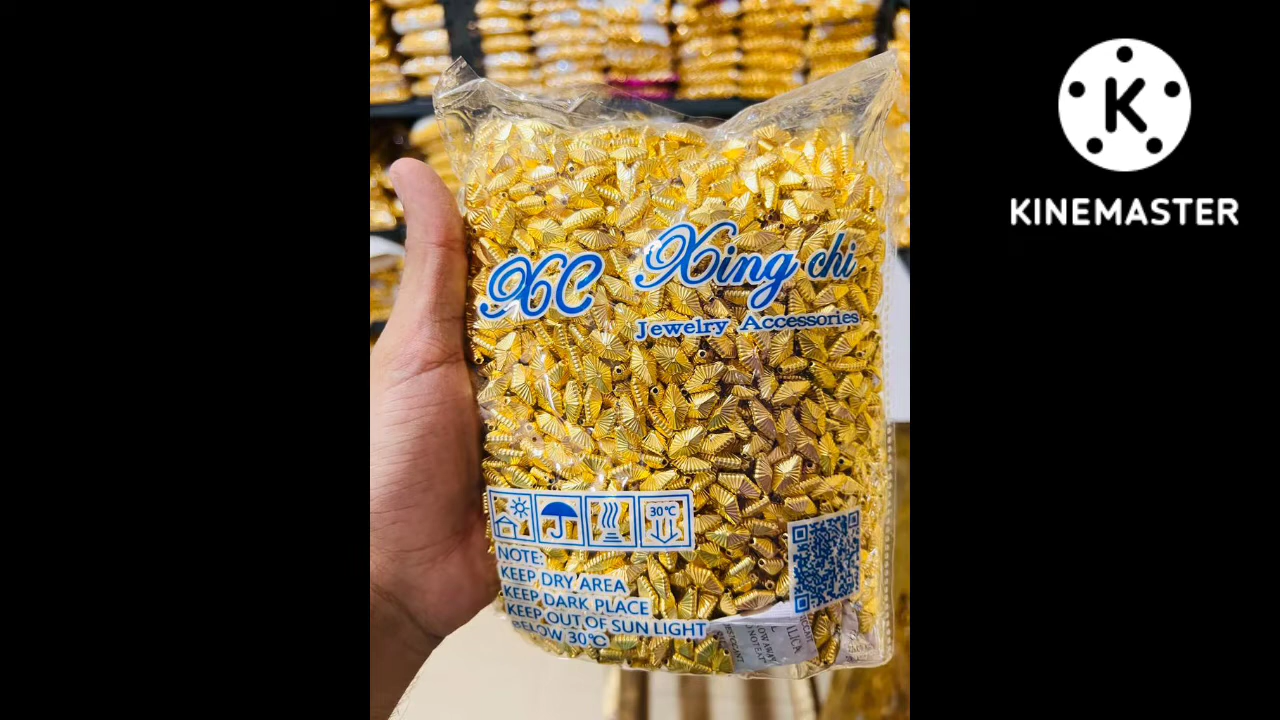 K
KINEMASTER
XC Xing chi
Jewelry Accessories
30℃
NOTE:
KEEP DRY AREA
KEEP DARK PLACE
KEEP OUT OF SUN LIGHT
BELOW 30℃